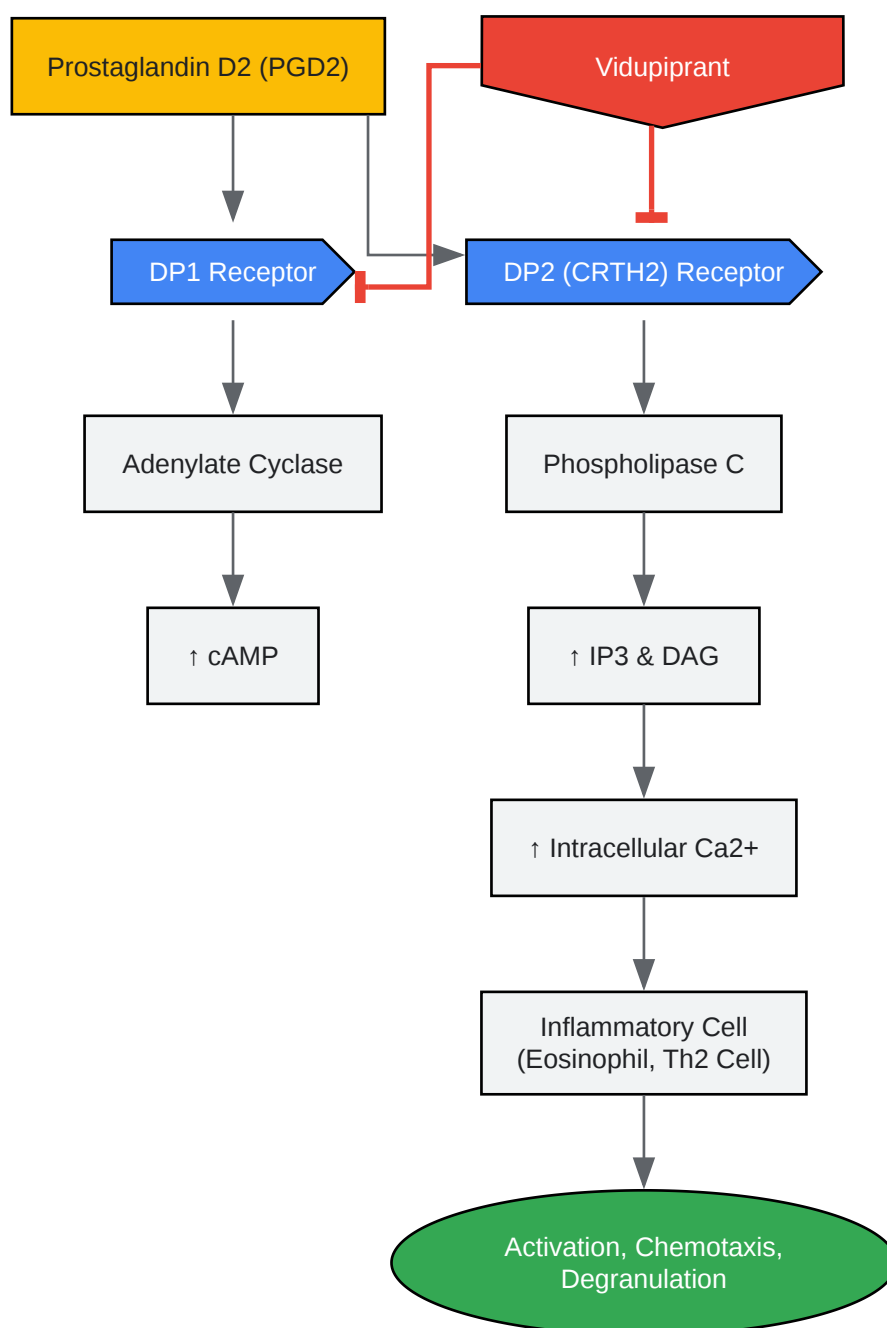 Prostaglandin D2 (PGD2)
Vidupiprant
DP1 Receptor
DP2 (CRTH2) Receptor
Adenylate Cyclase
Phospholipase C
↑ cAMP
↑ IP3 & DAG
↑ Intracellular Ca2+
Inflammatory Cell
(Eosinophil, Th2 Cell)
Activation, Chemotaxis,
Degranulation